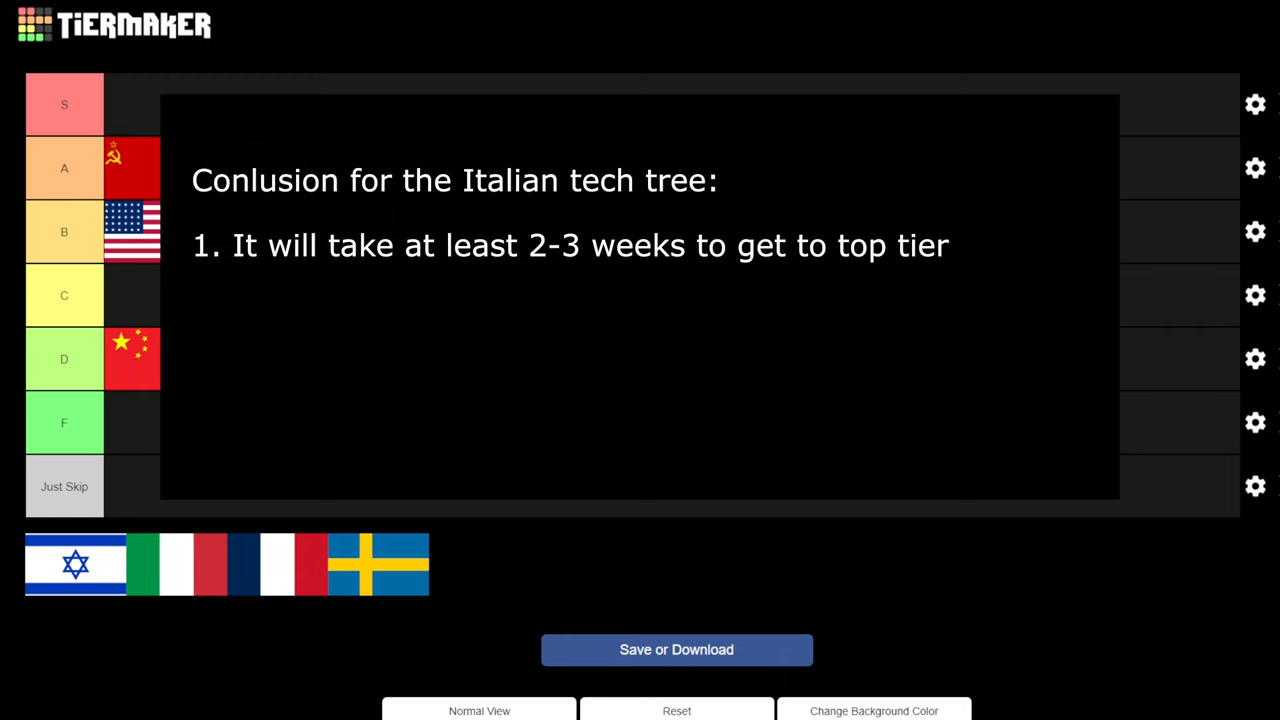 TiERMAKER
S
A
B
C
D
F
Just Skip
Conlusion for the Italian tech tree:
1. It will take at least 2-3 weeks to get to top tier
Save or Download
Normal View
Reset
Change Background Color